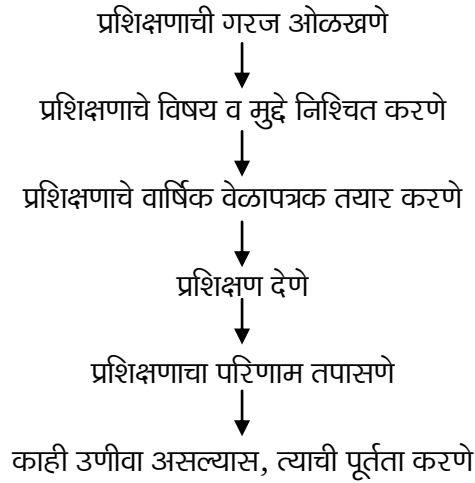 प्रशिक्षणाची गरज ओळखणे
प्रशिक्षणाचे विषय व मुद्दे निश्चित करणे
प्रशिक्षणाचे वार्षिक वेळापत्रक तयार करणे
प्रशिक्षण देणे
प्रशिक्षणाचा परिणाम तपासणे
काही उणीवा असल्यास, त्याची पूर्तता करणे